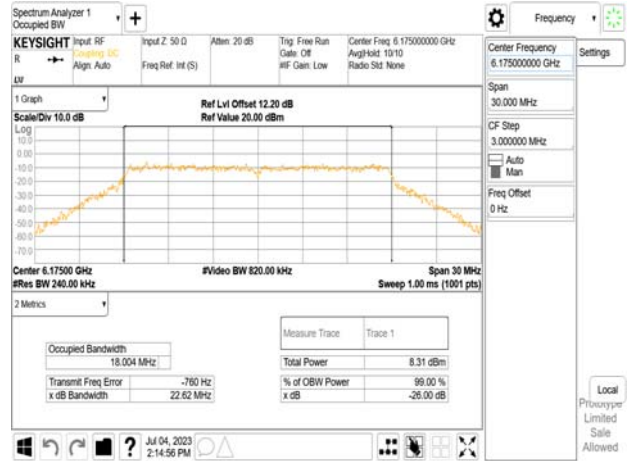 Spectrum Analyzer 1
Occupied BW
Frequency
KEYSIGHT
R
Input: RF
Coupling: DC
Align: Auto
Input Z: 50 Ω
Freq Ref: Int (S)
Atten: 20 dB
Trig: Free Run
Gate: Off
#IF Gain: Low
Center Freq: 6.175000000 GHz
Avg|Hold: 10/10
Radio Std: None
1 Graph
Scale/Div 10.0 dB
Ref Lvl Offset 12.20 dB
Ref Value 20.00 dBm
Log
10.0
0.00
-10.0
-20.0
-30.0
-40.0
-50.0
-60.0
-70.0
Center 6.17500 GHz
#Video BW 820.00 kHz
Span 30 MHz
#Res BW 240.00 kHz
Sweep 1.00 ms (1001 pts)
2 Metrics
Measure Trace
Trace 1
Occupied Bandwidth
18.004 MHz
Total Power
8.31 dBm
Transmit Freq Error
-760 Hz
% of OBW Power
99.00 %
x dB Bandwidth
22.62 MHz
x dB
-26.00 dB
Jul 04, 2023
2:14:56 PM
Center Frequency
6.175000000 GHz
Settings
Span
30.000 MHz
CF Step
3.000000 MHz
Auto
Man
Freq Offset
0 Hz
Local
Prototype
Limited
Sale
Allowed